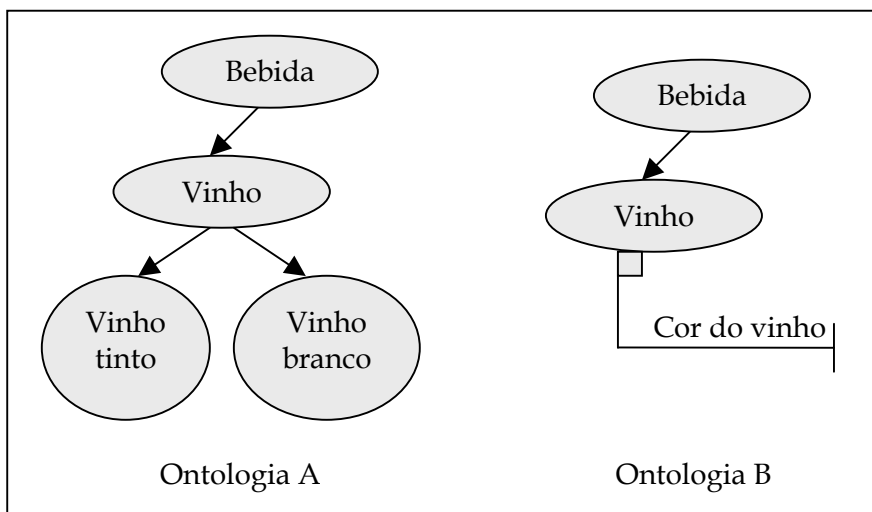 Bebida
Vinho
Vinho
tinto
Vinho
branco
Ontologia A
Bebida
Vinho
Cor do vinho
Ontologia B